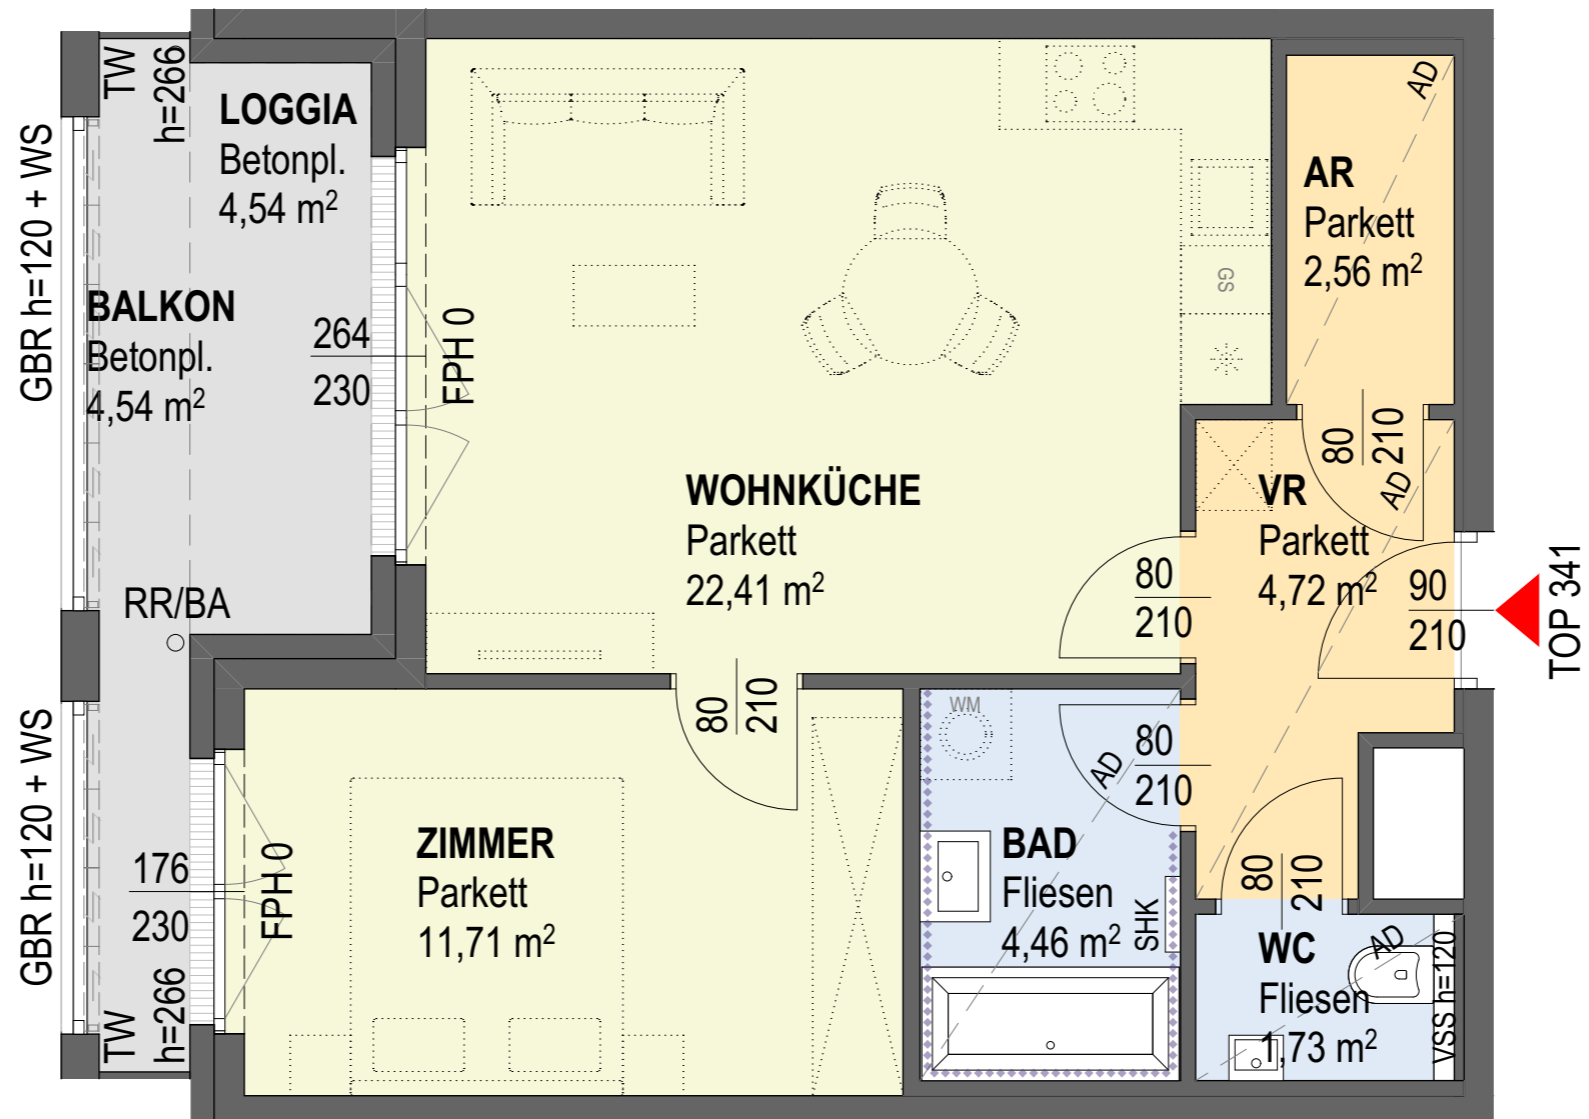 TW
h=266
GBR h=120 + WS
LOGGIA
Betonpl.
4,54 m²
BALKON
Betonpl.
4,54 m²
264
230
FPH 0
RR/BA
GBR h=120 + WS
176
230
FPH 0
TW
h=266
WOHNKÜCHE
Parkett
22,41 m²
GS
AD
AR
Parkett
2,56 m²
80
210
AD
VR
Parkett
4,72 m²
80
210
90
210
TOP 341
80
210
ZIMMER
Parkett
11,71 m²
WM
AD
80
210
BAD
Fliesen
4,46 m²
SHK
80
210
AD
WC
Fliesen
1,73 m²
VSS h=120